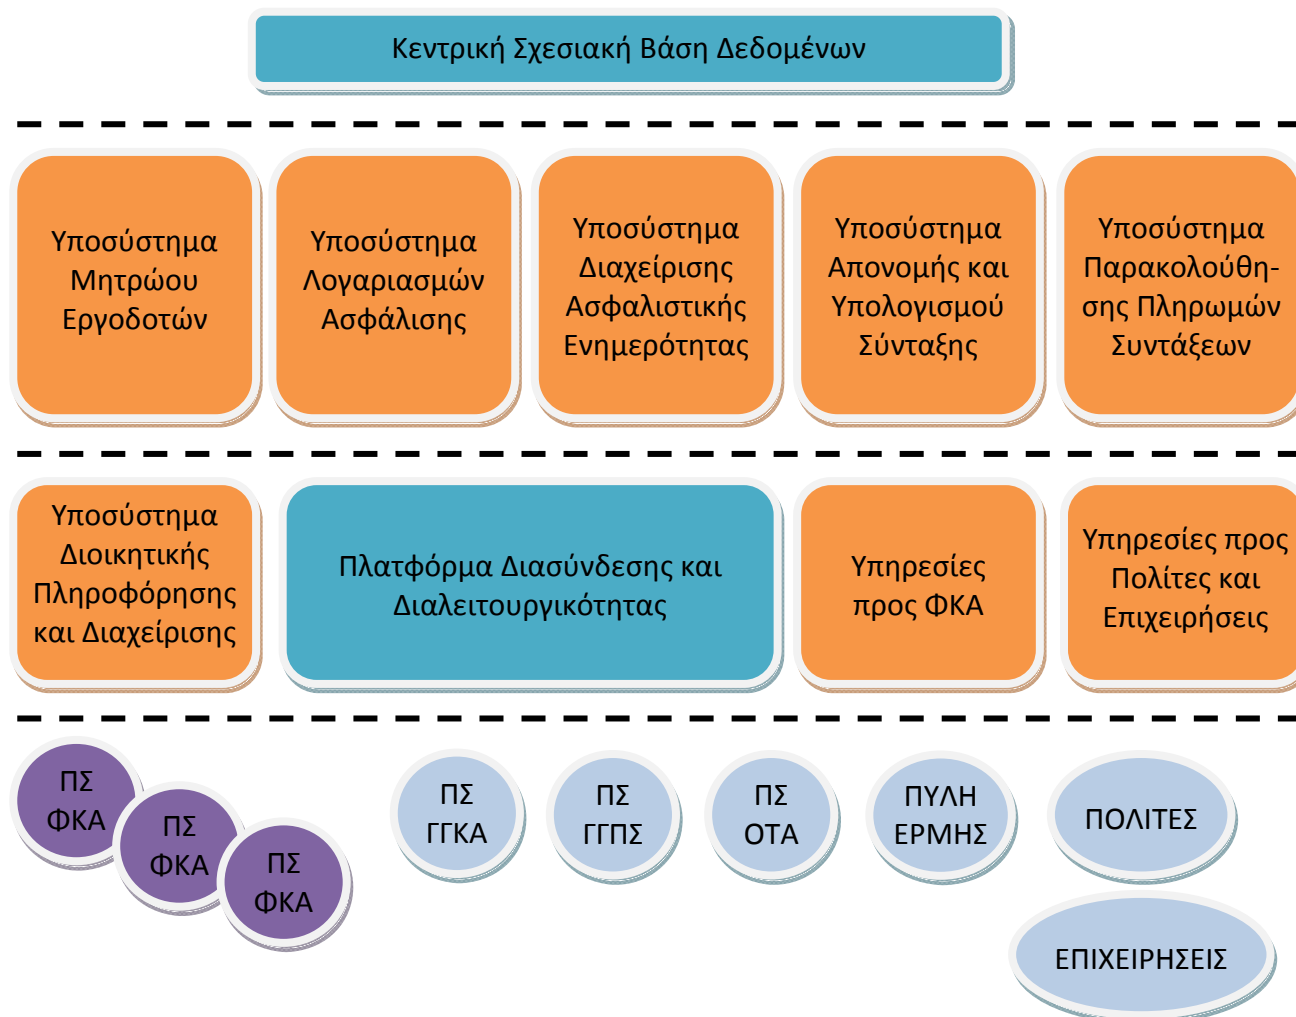 Κεντρική Σχεσιακή Βάση Δεδομένων
Υποσύστημα
Μητρώου
Εργοδοτών
Υποσύστημα
Λογαριασμών
Ασφάλισης
Υποσύστημα
Διαχείρισης
Ασφαλιστικής
Ενημερότητας
Υποσύστημα
Απονομής και
Υπολογισμού
Σύνταξης
Υποσύστημα
Παρακολούθη-
σης Πληρωμών
Συντάξεων
Υποσύστημα
Διοικητικής
Πληροφόρησης
και Διαχείρισης
Πλατφόρμα Διασύνδεσης και
Διαλειτουργικότητας
Υπηρεσίες
προς ΦΚΑ
Υπηρεσίες προς
Πολίτες και
Επιχειρήσεις
ΠΣ
ΦΚΑ
ΠΣ
ΦΚΑ
ΠΣ
ΦΚΑ
ΠΣ
ΓΓΚΑ
ΠΣ
ΓΓΠΣ
ΠΣ
ΟΤΑ
ΠΥΛΗ
ΕΡΜΗΣ
ΠΟΛΙΤΕΣ
ΕΠΙΧΕΙΡΗΣΕΙΣ